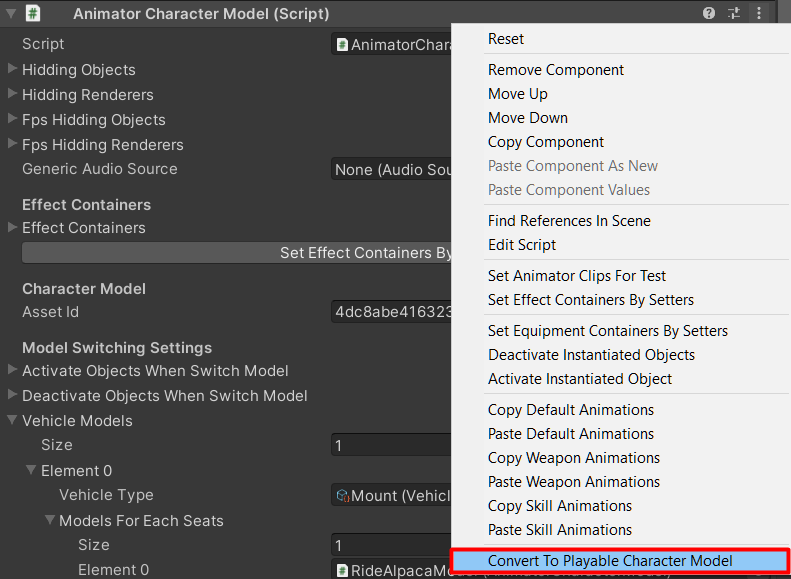 Animator Character Model (Script)
Script
AnimatorChara
Hidding Objects
Hidding Renderers
Fps Hidding Objects
Fps Hidding Renderers
Generic Audio Source
None (Audio Sou
Effect Containers
Effect Containers
Set Effect Containers By
Character Model
Asset Id
4dc8abe416323
Model Switching Settings
Activate Objects When Switch Model
Deactivate Objects When Switch Model
Vehicle Models
Size
1
Element 0
Vehicle Type
Mount (Vehicl
Models For Each Seats
Size
1
Element 0
Reset
Remove Component
Move Up
Move Down
Copy Component
Paste Component As New
Paste Component Values
Find References In Scene
Edit Script
Set Animator Clips For Test
Set Effect Containers By Setters
Set Equipment Containers By Setters
Deactivate Instantiated Objects
Activate Instantiated Object
Copy Default Animations
Paste Default Animations
Copy Weapon Animations
Paste Weapon Animations
Copy Skill Animations
Paste Skill Animations
Convert To Playable Character Model